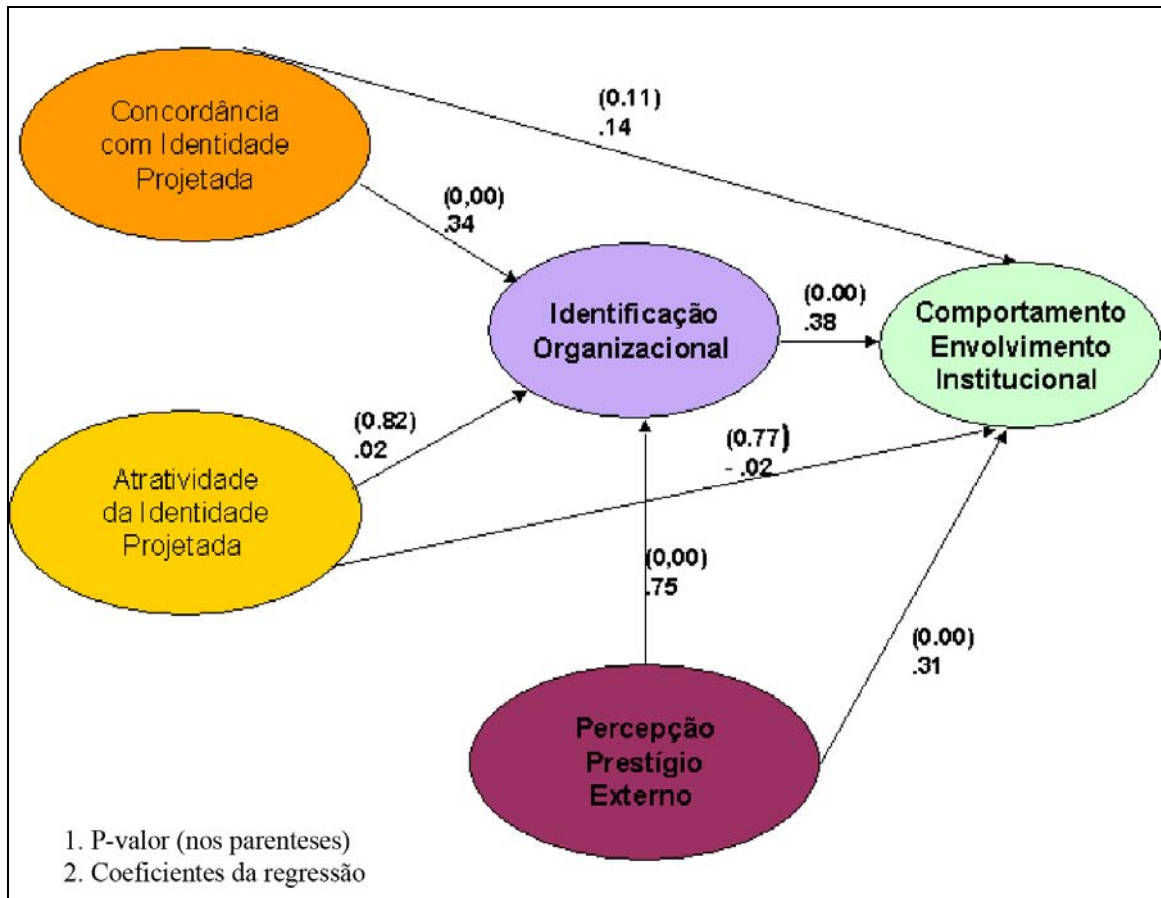 Concordância
com Identidade
Projetada
(0.11)
.14
(0,00)
.34
Identificação
Organizacional
(0.00)
.38
Comportamento
Envolvimento
Institucional
Atratividade
da Identidade
Projetada
(0.82)
.02
(0.77)
- .02
(0,00)
.75
(0.00)
.31
Percepção
Prestígio
Externo
1. P-valor (nos parenteses)
2. Coeficientes da regressão